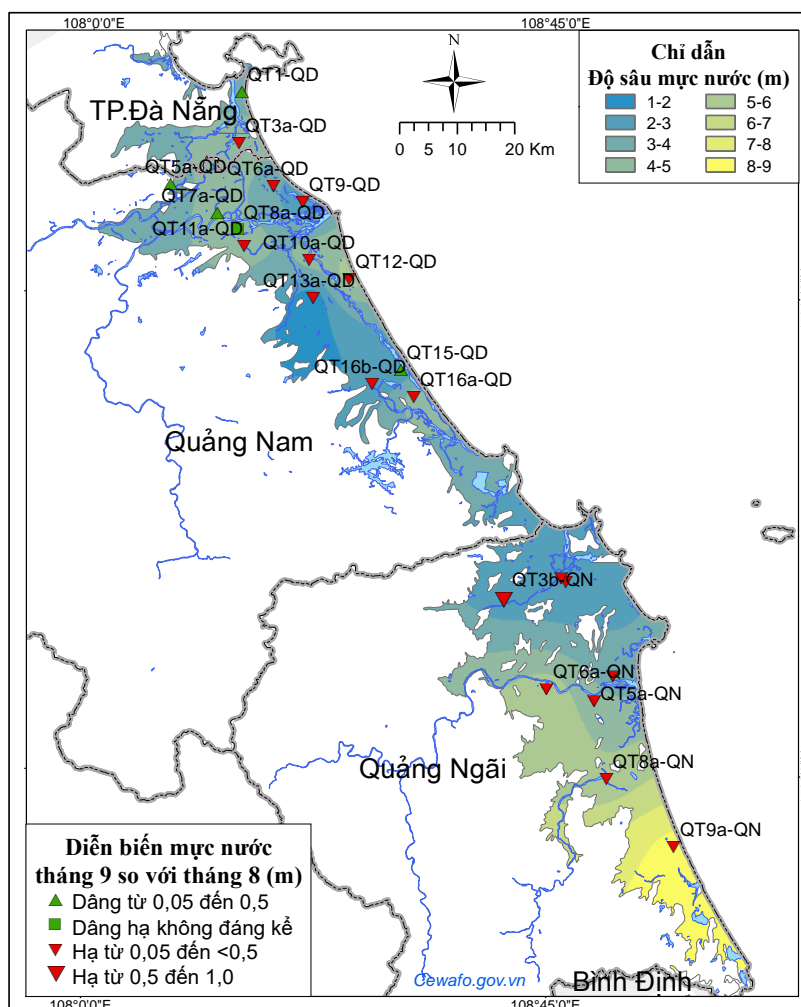 108°0'0"E
108°45'0"E
N
0 5 10 20 Km
Chỉ dẫn
Độ sâu mực nước (m)
1-2
2-3
3-4
4-5
5-6
6-7
7-8
8-9
QT1-QD
TP.Đà Nẵng
QT3a-QD
QT5a-QD
QT6a-QD
QT7a-QD
QT9-QD
QT8a-QD
QT11a-QD
QT10a-QD
QT12-QD
QT13a-QD
QT15-QD
QT16b-QD
QT16a-QD
Quảng Nam
QT3b-QN
QT6a-QN
QT5a-QN
Quảng Ngãi
QT8a-QN
QT9a-QN
Diễn biến mực nước
tháng 9 so với tháng 8 (m)
Dâng từ 0,05 đến 0,5
Dâng hạ không đáng kể
Hạ từ 0,05 đến <0,5
Hạ từ 0,5 đến 1,0
Cewafo.gov.vn
Bình Định
108°0'0"E
108°45'0"E